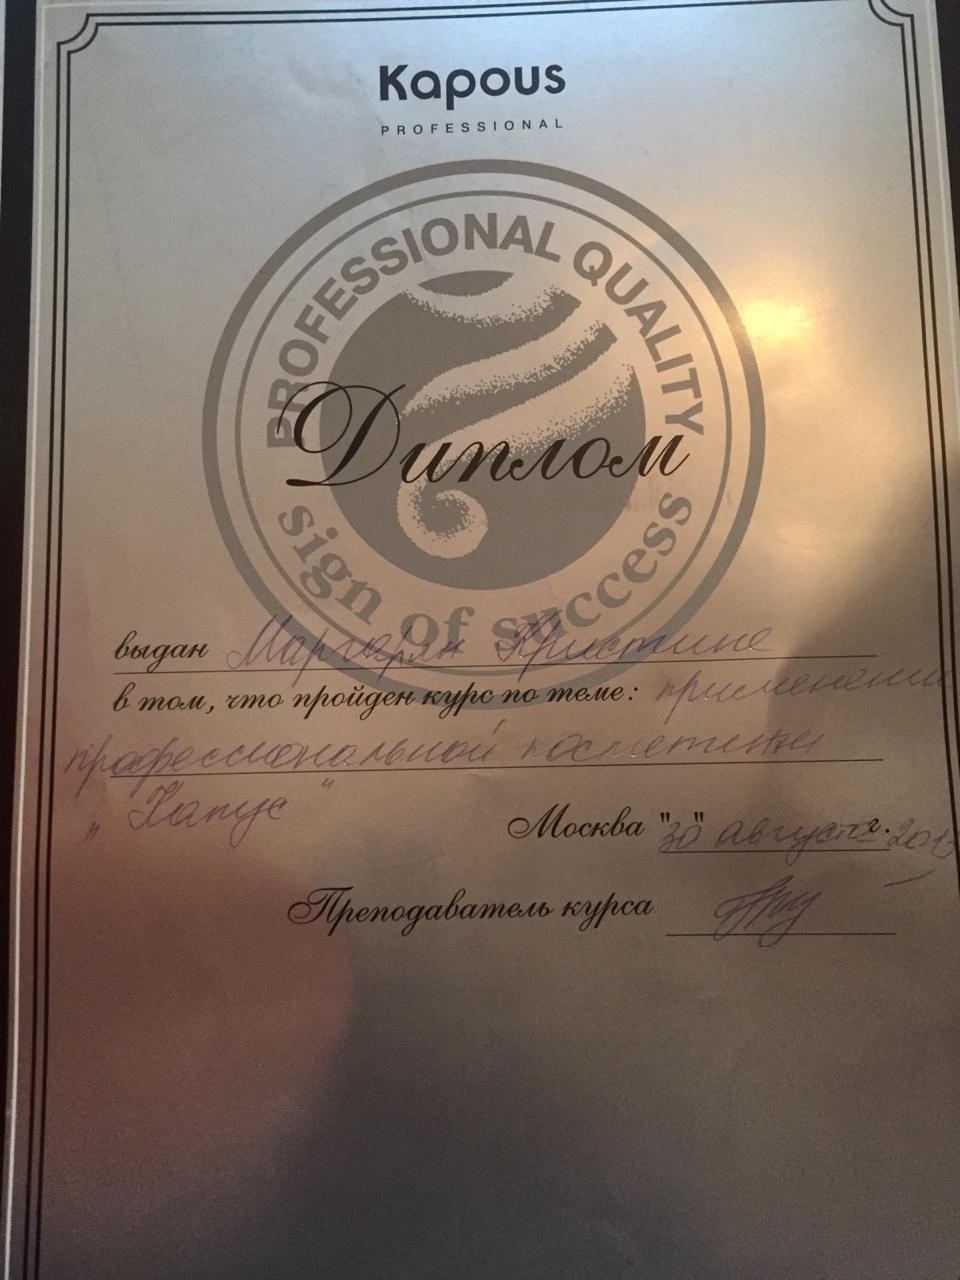 Kapous
PROFESSIONAL
PROFESSIONAL QUALITY
Диплом
sign of success
выдан Маргарян Кристине
в том, что пройден курс по теме: применение
профессиональной косметики
"Капус"
Москва "30" августа г. 2013
Преподаватель курса